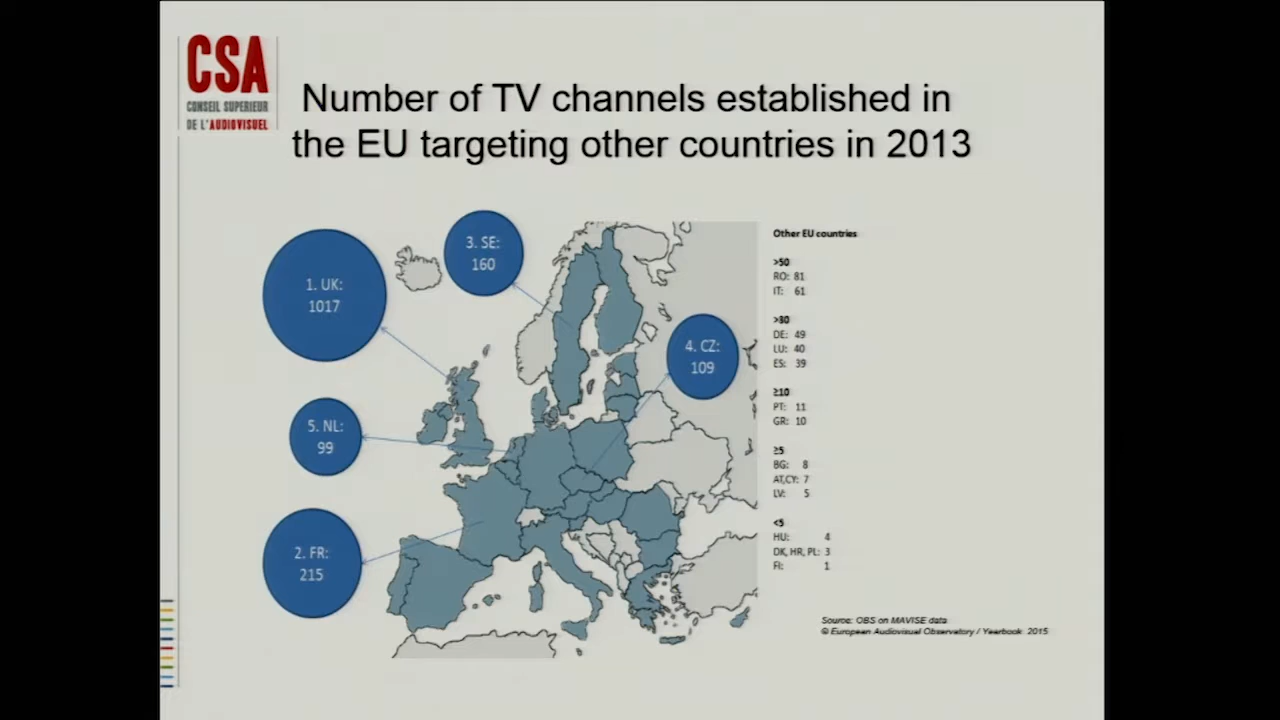 CSA
CONSEIL SUPERIEUR
DE L'AUDIOVISUEL
Number of TV channels established in
the EU targeting other countries in 2013
1. UK:
1017
3. SE:
160
4. CZ:
109
5. NL:
99
2. FR:
215
Other EU countries
>50
RO: 81
IT: 61
>30
DE: 49
LU: 40
ES: 39
≥10
PT: 11
GR: 10
≥5
BG: 8
AT,CY: 7
LV: 5
<5
HU: 4
DK, HR, PL: 3
FI: 1
Source: OBS on MAVISE data
© European Audiovisual Observatory / Yearbook 2015